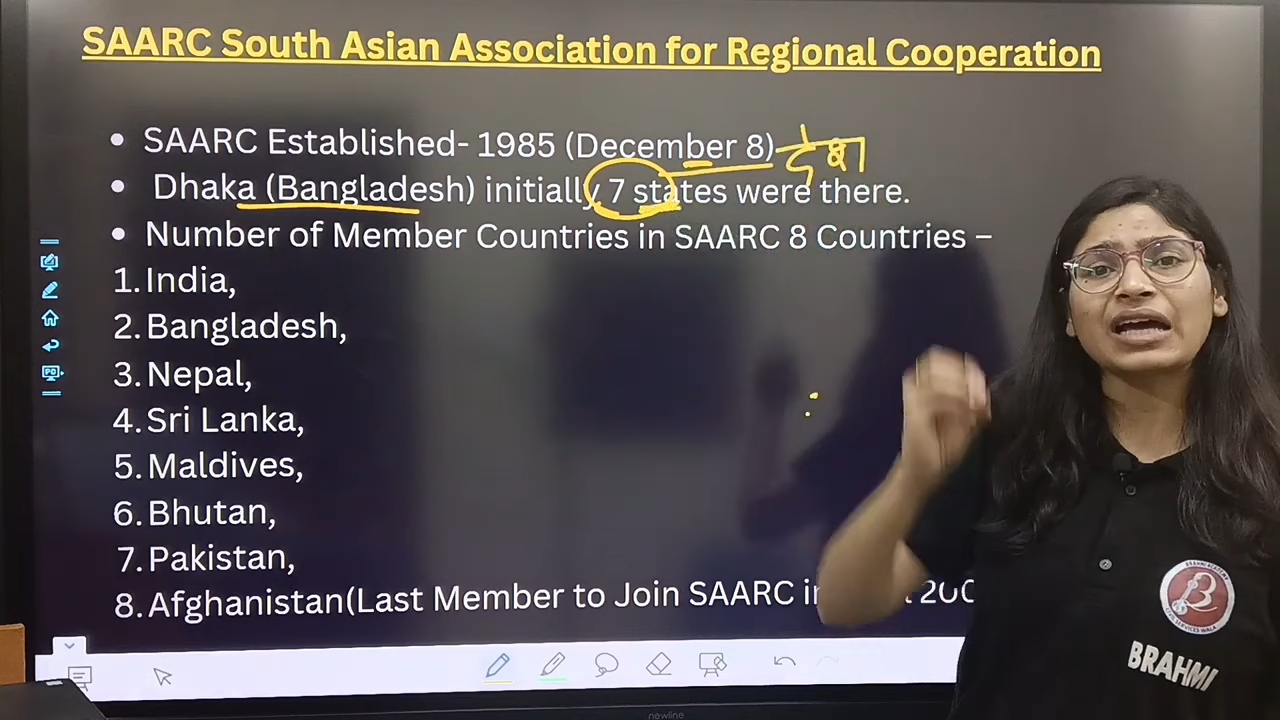 SAARC South Asian Association for Regional Cooperation
• SAARC Established- 1985 (December 8)
• Dhaka (Bangladesh) initially 7 states were there.
• Number of Member Countries in SAARC 8 Countries –
1. India,
2. Bangladesh,
3. Nepal,
4. Sri Lanka,
5. Maldives,
6. Bhutan,
7. Pakistan,
8. Afghanistan(Last Member to Join SAARC
BRAHMI
newline